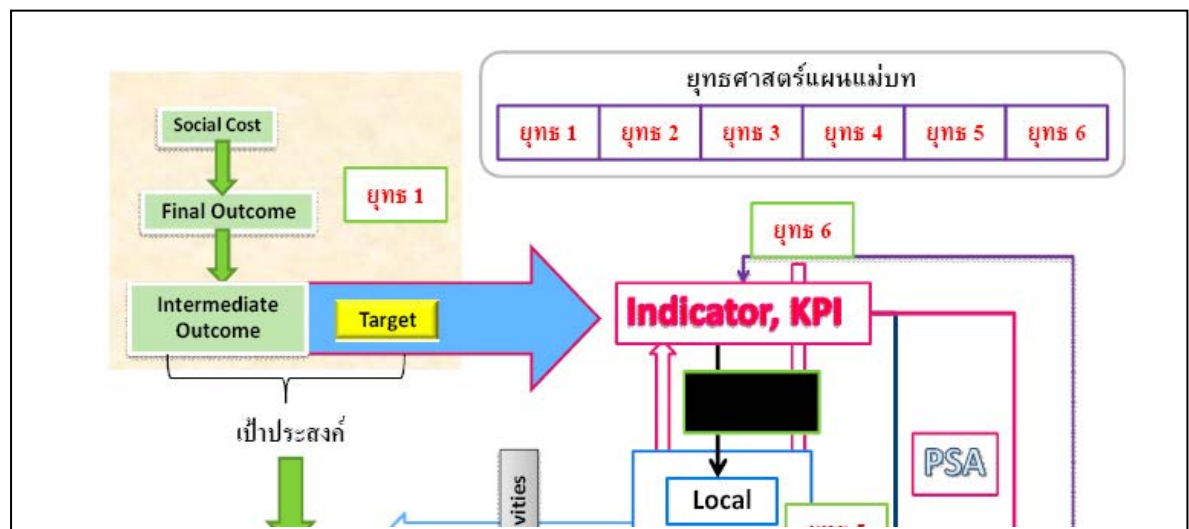 ยุทธศาสตร์แผนแม่บท
ยุทธ 1 ยุทธ 2 ยุทธ 3 ยุทธ 4 ยุทธ 5 ยุทธ 6
Social Cost
ยุทธ 1
Final Outcome
ยุทธ 6
Intermediate
Outcome
Target
Indicator, KPI
เป้าประสงค์
PSA
Local
vities